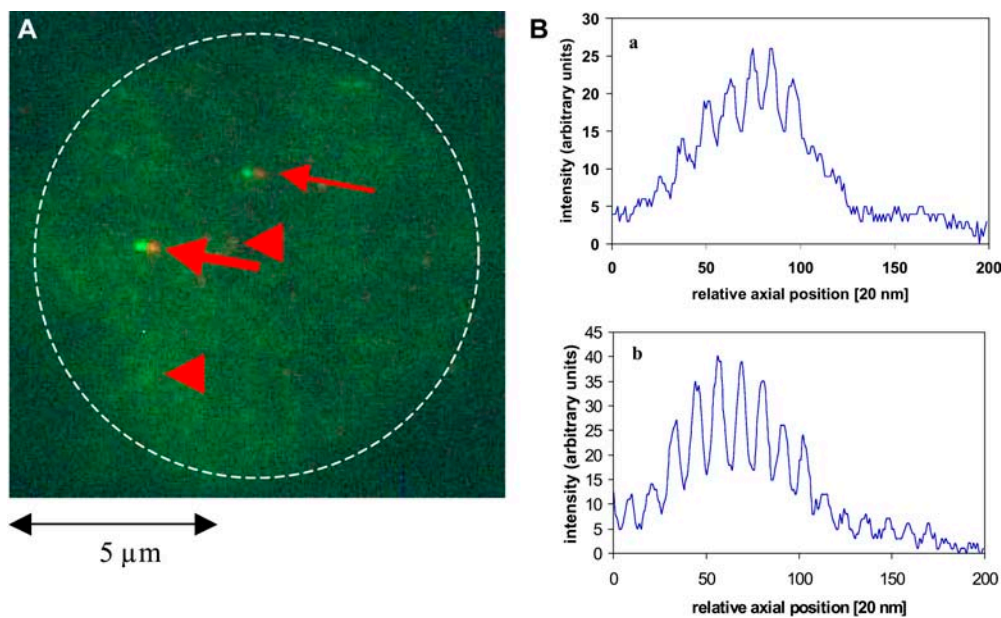 A
5 µm
B
a
30
25
20
15
10
5
0
intensity (arbitrary units)
0 50 100 150 200
relative axial position [20 nm]
b
45
40
35
30
25
20
15
10
5
0
intensity (arbitrary units)
0 50 100 150 200
relative axial position [20 nm]